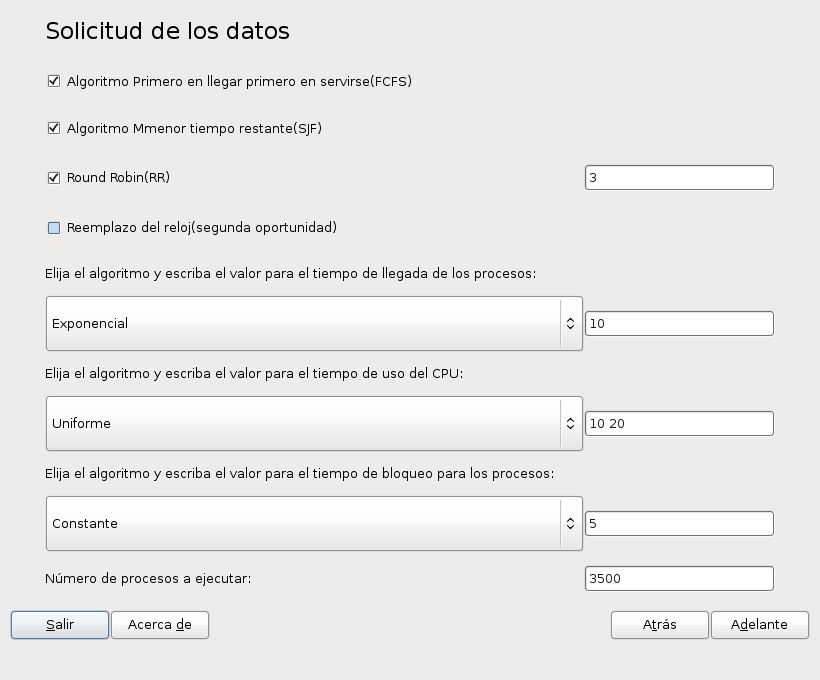 Solicitud de los datos
Algoritmo Primero en llegar primero en servirse(FCFS)
Algoritmo Mmenor tiempo restante(SJF)
Round Robin(RR) 3
Reemplazo del reloj(segunda oportunidad)
Elija el algoritmo y escriba el valor para el tiempo de llegada de los procesos:
Exponencial 10
Elija el algoritmo y escriba el valor para el tiempo de uso del CPU:
Uniforme 10 20
Elija el algoritmo y escriba el valor para el tiempo de bloqueo para los procesos:
Constante 5
Número de procesos a ejecutar: 3500
Salir Acerca de Atrás Adelante